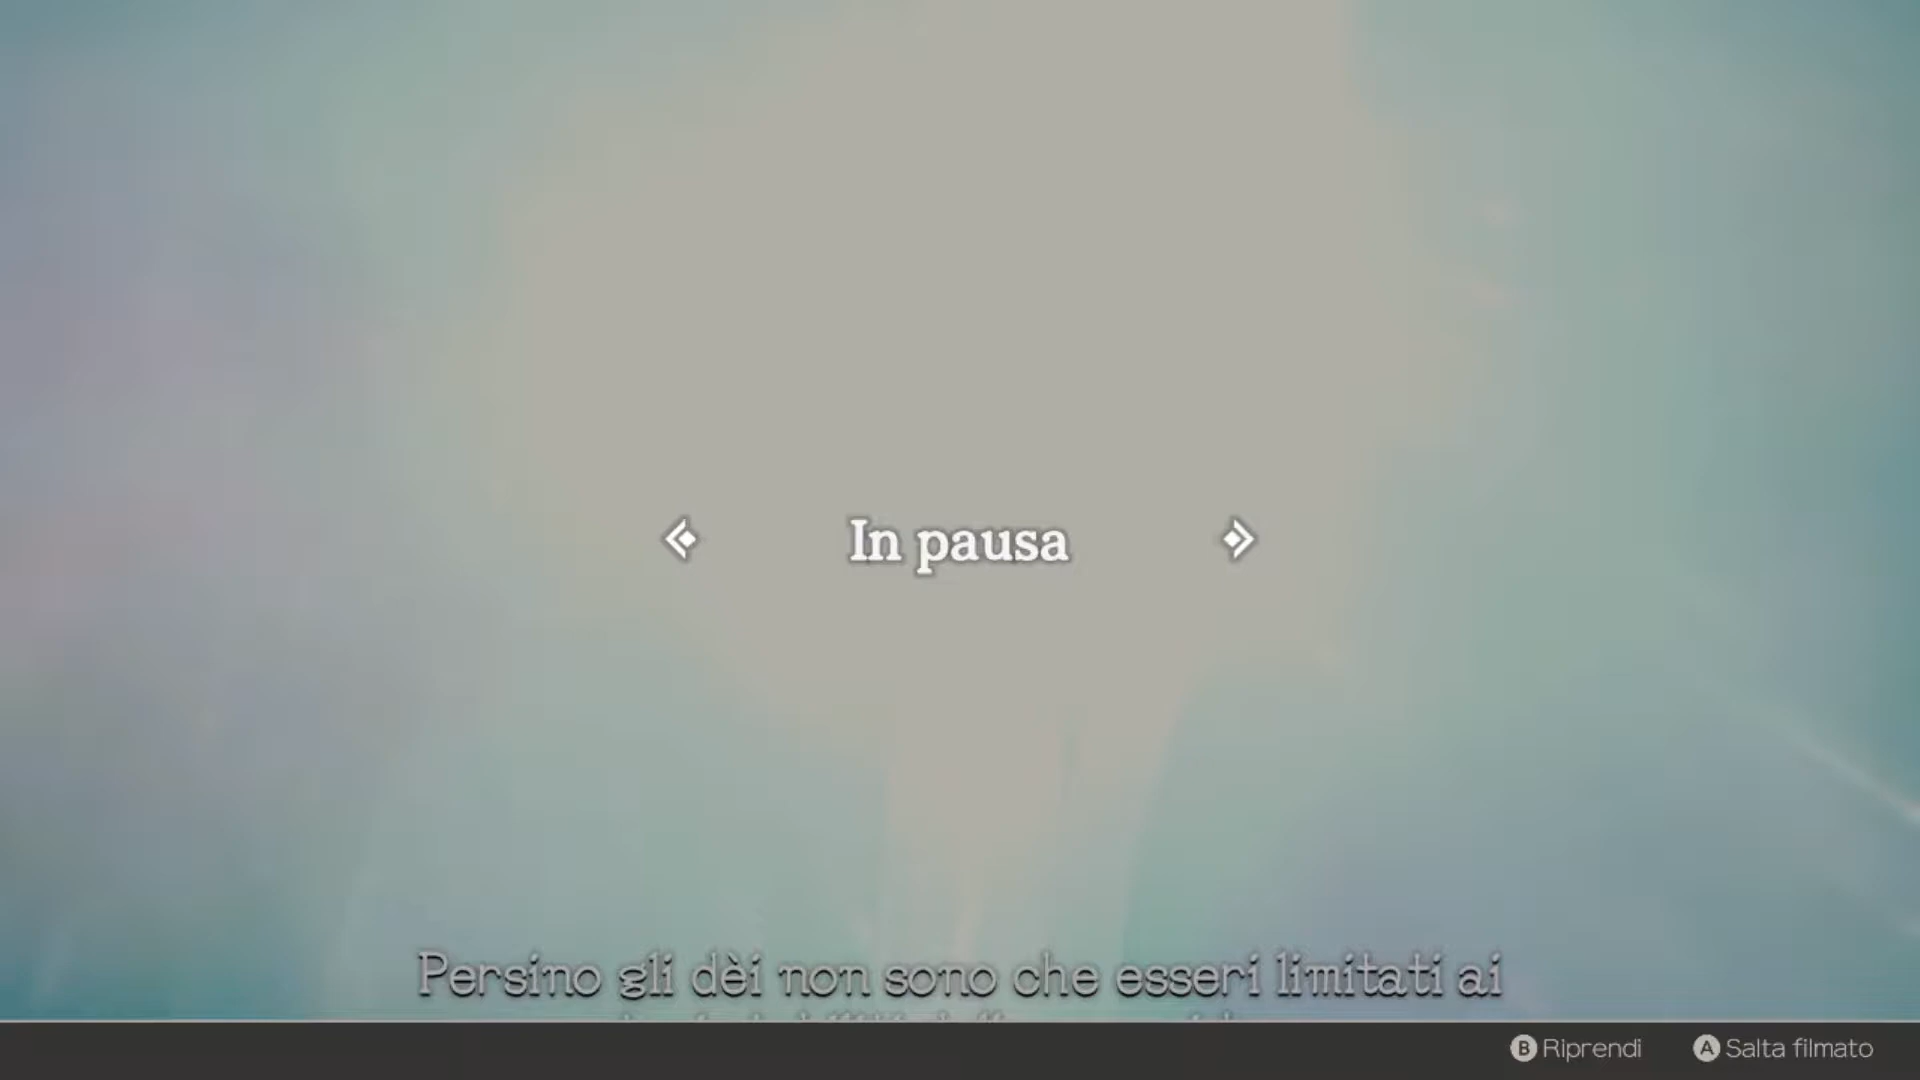 In pausa
Persino gli dèi non sono che esseri limitati ai
B Riprendi A Salta filmato